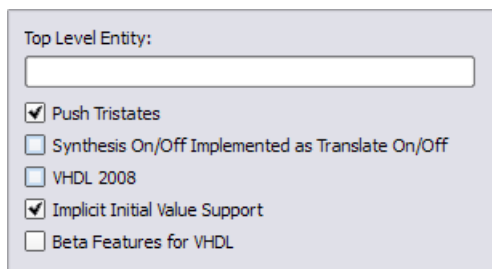 Top Level Entity:
Push Tristates
Synthesis On/Off Implemented as Translate On/Off
VHDL 2008
Implicit Initial Value Support
Beta Features for VHDL